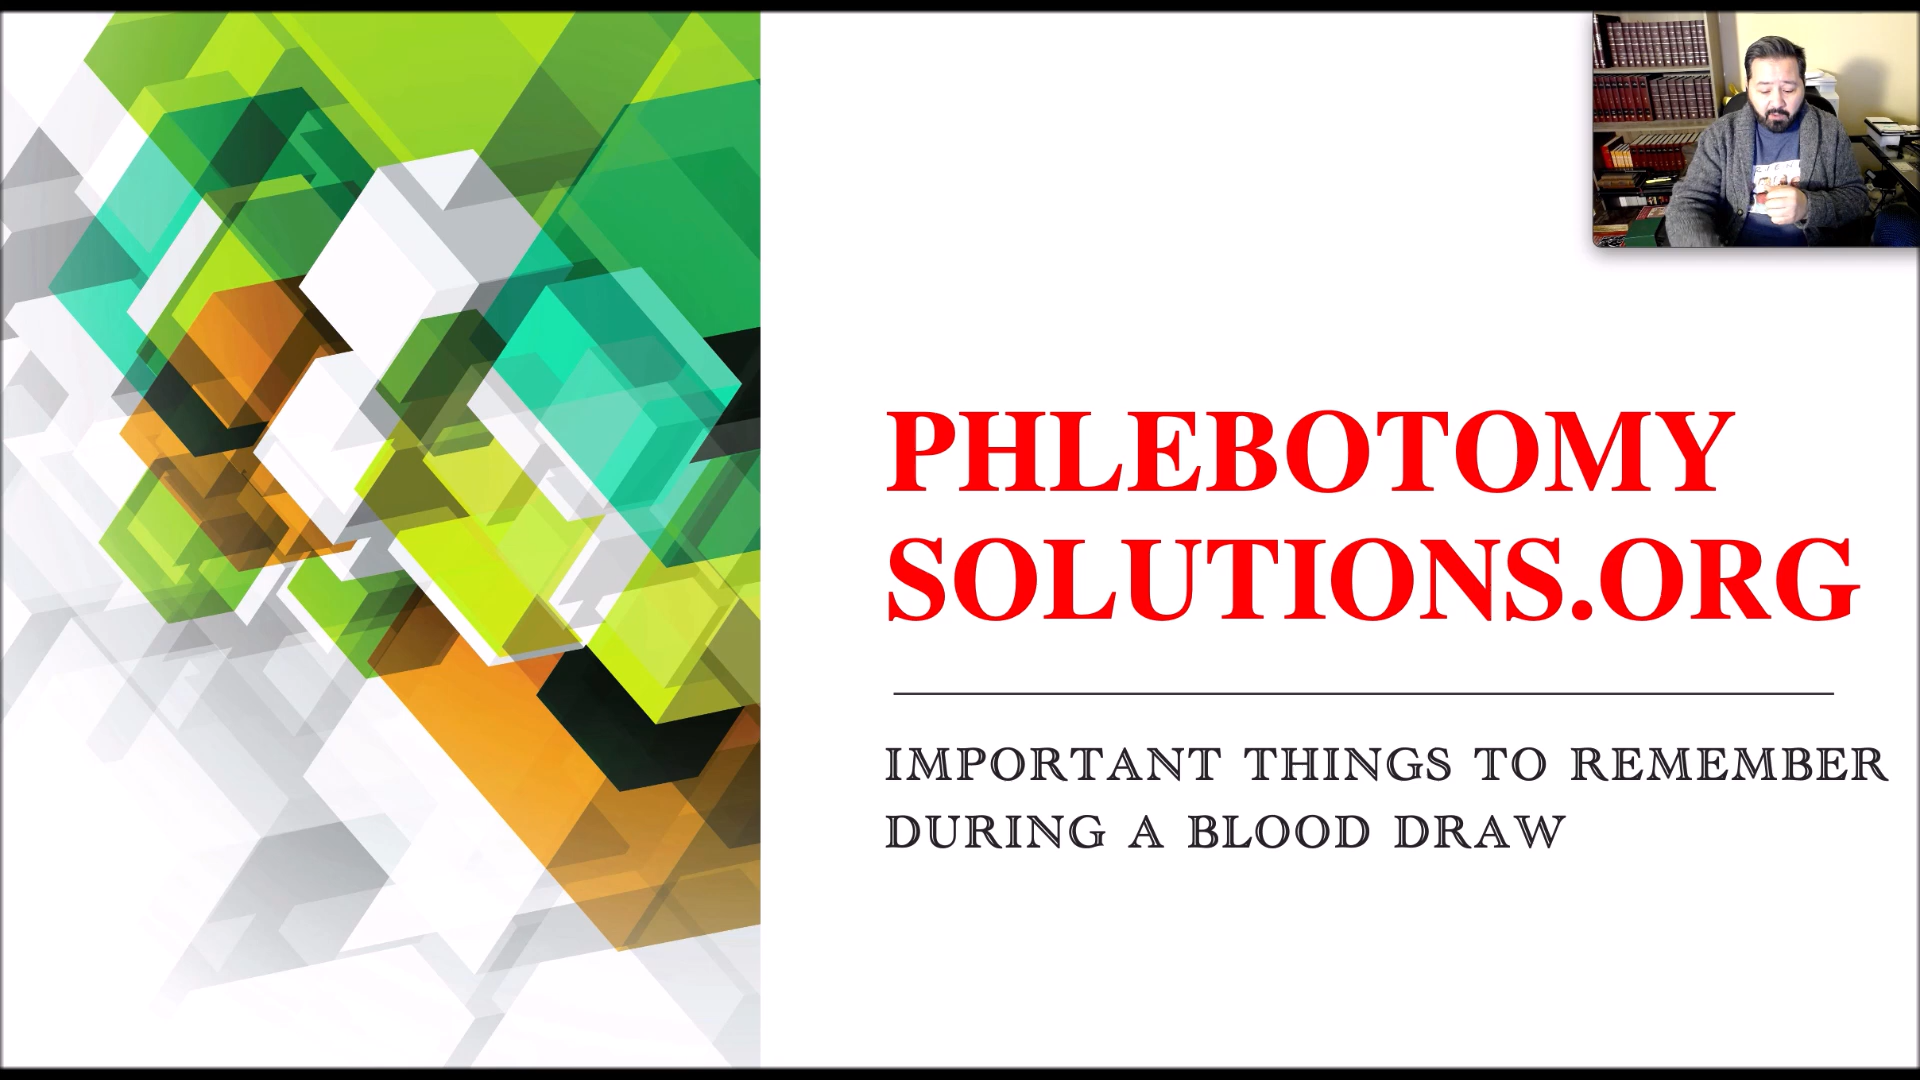 PHLEBOTOMY
SOLUTIONS.ORG
IMPORTANT THINGS TO REMEMBER
DURING A BLOOD DRAW